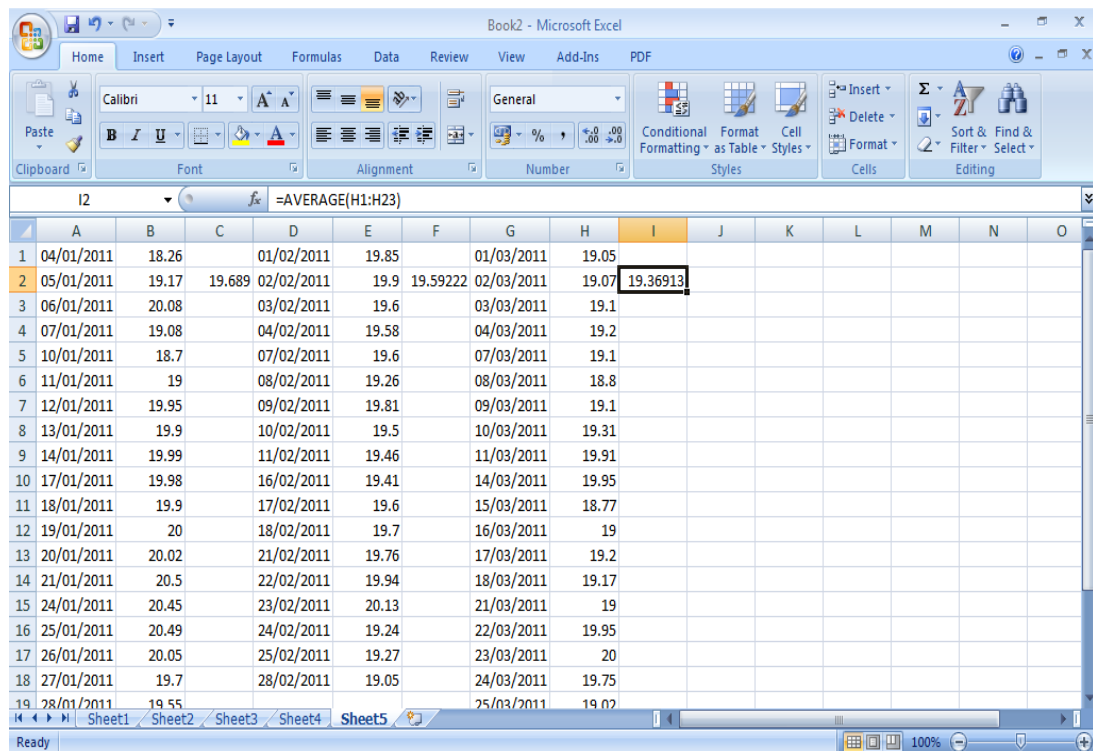 Book2 - Microsoft Excel
Home Insert Page Layout Formulas Data Review View Add-Ins PDF
Calibri 11 A A General Insert Σ
Paste Delete
B I U A % , .0 .00 Conditional Format Cell Sort & Find &
.00 .0 Formatting as Table Styles Format Filter Select
Clipboard Font Alignment Number Styles Cells Editing
I2 fx =AVERAGE(H1:H23)
A B C D E F G H I J K L M N O
1 04/01/2011 18.26 01/02/2011 19.85 01/03/2011 19.05
2 05/01/2011 19.17 19.689 02/02/2011 19.9 19.59222 02/03/2011 19.07 19.36913
3 06/01/2011 20.08 03/02/2011 19.6 03/03/2011 19.1
4 07/01/2011 19.08 04/02/2011 19.58 04/03/2011 19.2
5 10/01/2011 18.7 07/02/2011 19.6 07/03/2011 19.1
6 11/01/2011 19 08/02/2011 19.26 08/03/2011 18.8
7 12/01/2011 19.95 09/02/2011 19.81 09/03/2011 19.1
8 13/01/2011 19.9 10/02/2011 19.5 10/03/2011 19.31
9 14/01/2011 19.99 11/02/2011 19.46 11/03/2011 19.91
10 17/01/2011 19.98 16/02/2011 19.41 14/03/2011 19.95
11 18/01/2011 19.9 17/02/2011 19.6 15/03/2011 18.77
12 19/01/2011 20 18/02/2011 19.7 16/03/2011 19
13 20/01/2011 20.02 21/02/2011 19.76 17/03/2011 19.2
14 21/01/2011 20.5 22/02/2011 19.94 18/03/2011 19.17
15 24/01/2011 20.45 23/02/2011 20.13 21/03/2011 19
16 25/01/2011 20.49 24/02/2011 19.24 22/03/2011 19.95
17 26/01/2011 20.05 25/02/2011 19.27 23/03/2011 20
18 27/01/2011 19.7 28/02/2011 19.05 24/03/2011 19.75
19 28/01/2011 19.55 25/03/2011 19.02
Sheet1 Sheet2 Sheet3 Sheet4 Sheet5
Ready 100%